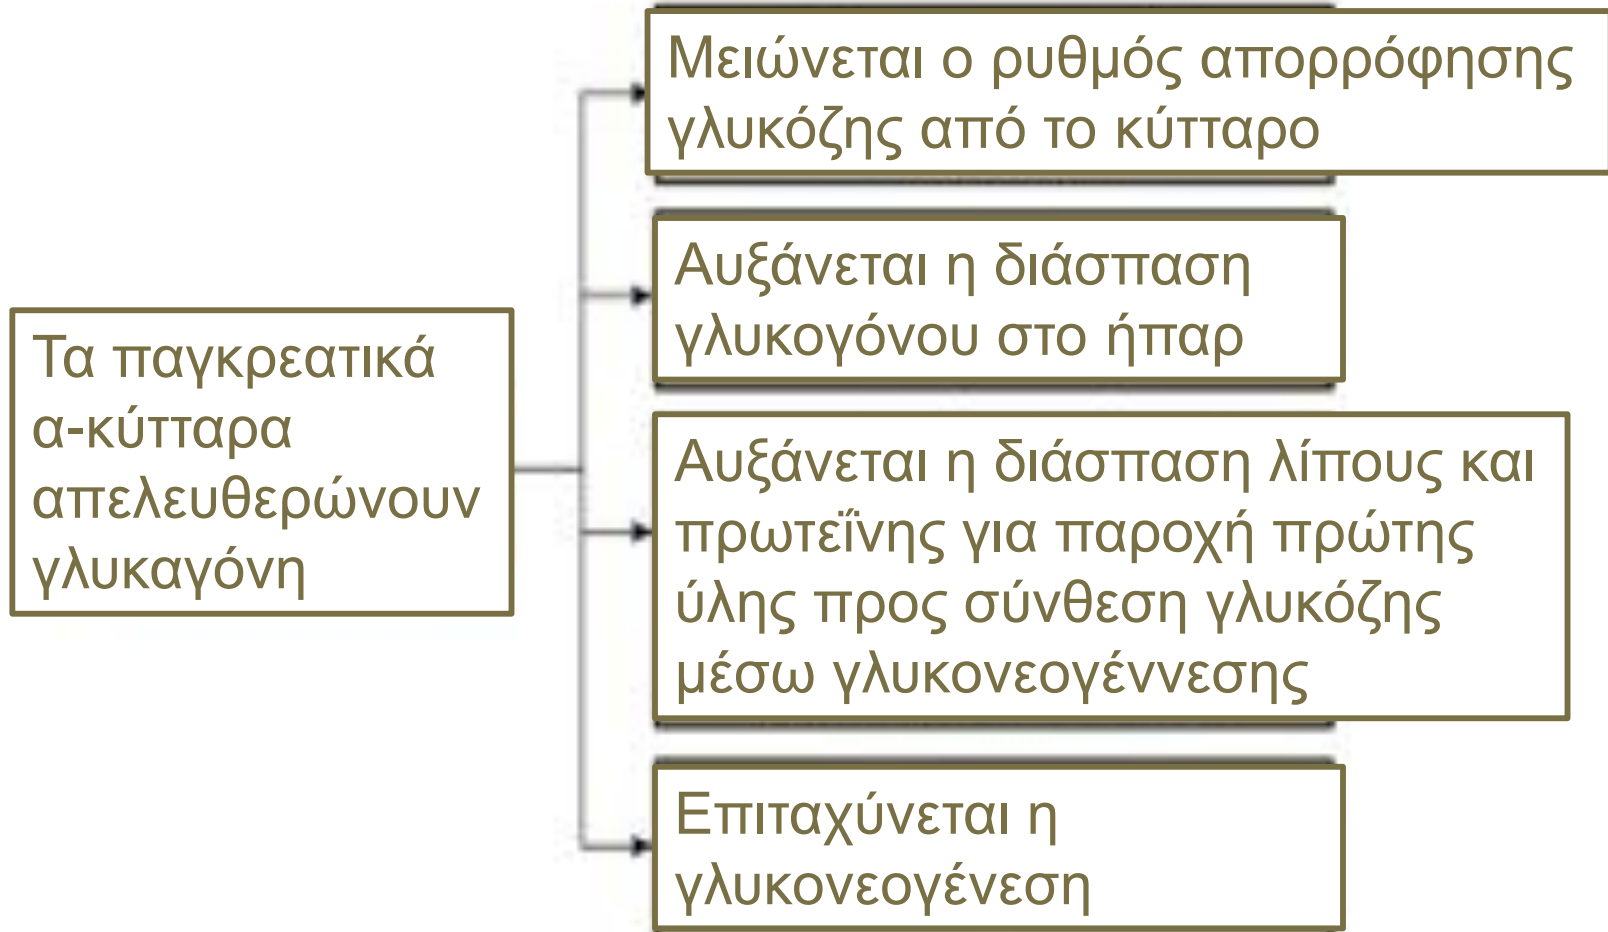 Μειώνεται ο ρυθμός απορρόφησης
γλυκόζης από το κύτταρο
Αυξάνεται η διάσπαση
γλυκογόνου στο ήπαρ
Τα παγκρεατικά
α-κύτταρα
απελευθερώνουν
γλυκαγόνη
Αυξάνεται η διάσπαση λίπους και
πρωτεΐνης για παροχή πρώτης
ύλης προς σύνθεση γλυκόζης
μέσω γλυκονεογέννεσης
Επιταχύνεται η
γλυκονεογένεση